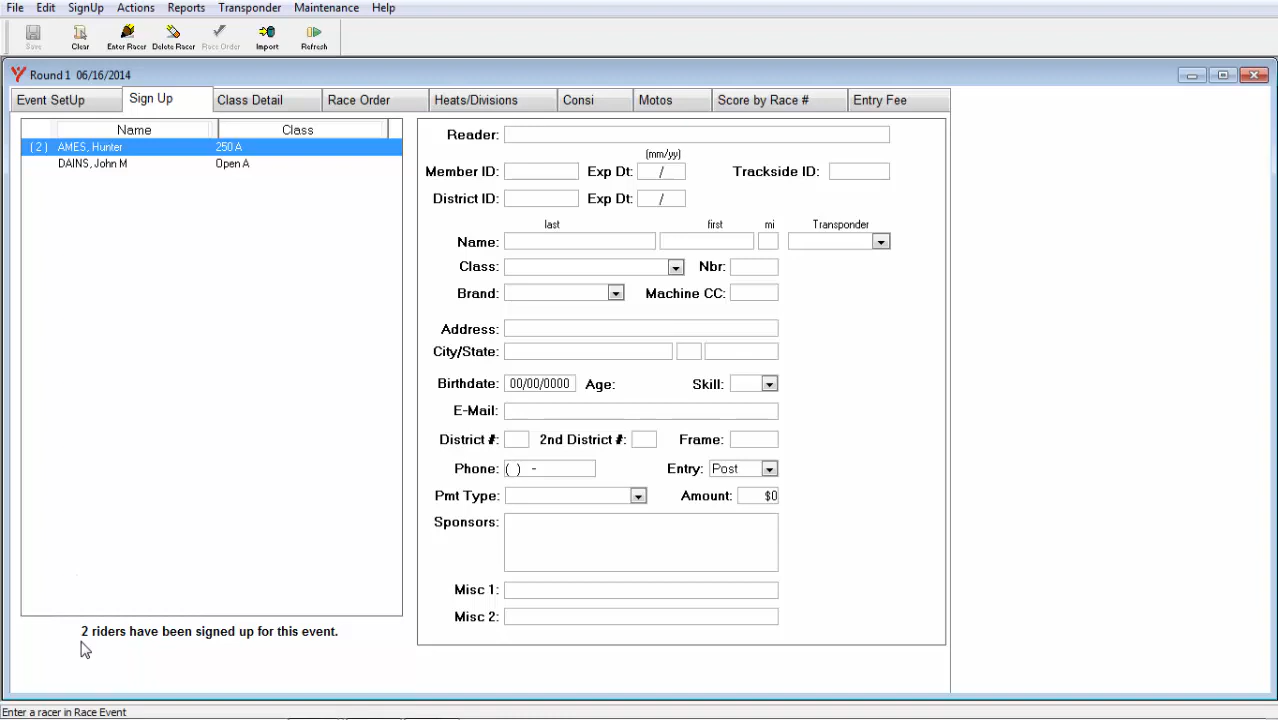 File Edit SignUp Actions Reports Transponder Maintenance Help
Save Clear Enter Racer Delete Racer Race Order Import Refresh
Round 1 06/16/2014
Event SetUp Sign Up Class Detail Race Order Heats/Divisions Consi Motos Score by Race # Entry Fee
Name Class
( 2 ) AMES, Hunter 250 A
DAINS, John M Open A
2 riders have been signed up for this event.
Reader:
(mm/yy)
Member ID: Exp Dt: / Trackside ID:
District ID: Exp Dt: /
last first mi Transponder
Name:
Class: Nbr:
Brand: Machine CC:
Address:
City/State:
Birthdate: 00/00/0000 Age: Skill:
E-Mail:
District #: 2nd District #: Frame:
Phone: ( ) - Entry: Post
Pmt Type: Amount: $0
Sponsors:
Misc 1:
Misc 2:
Enter a racer in Race Event